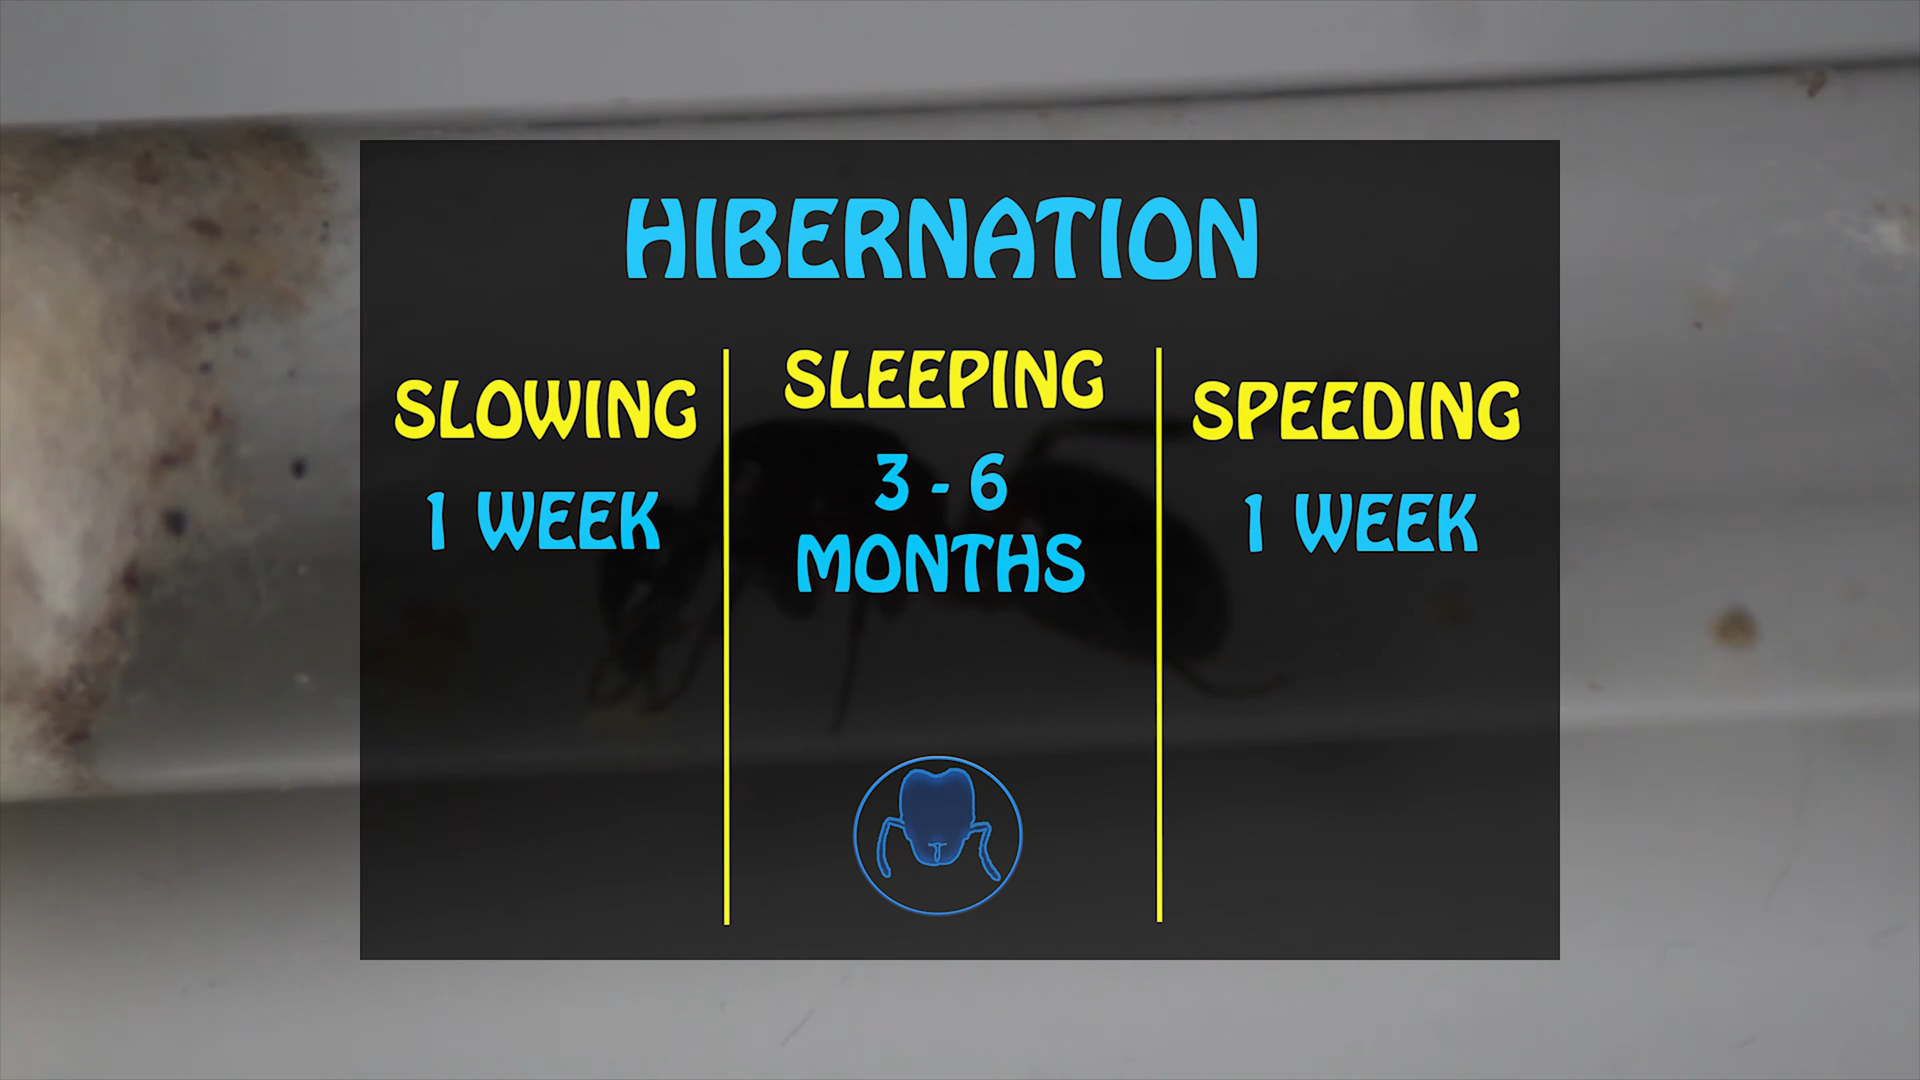 HIBERNATION
SLOWING
1 WEEK
SLEEPING
3 - 6
MONTHS
SPEEDING
1 WEEK